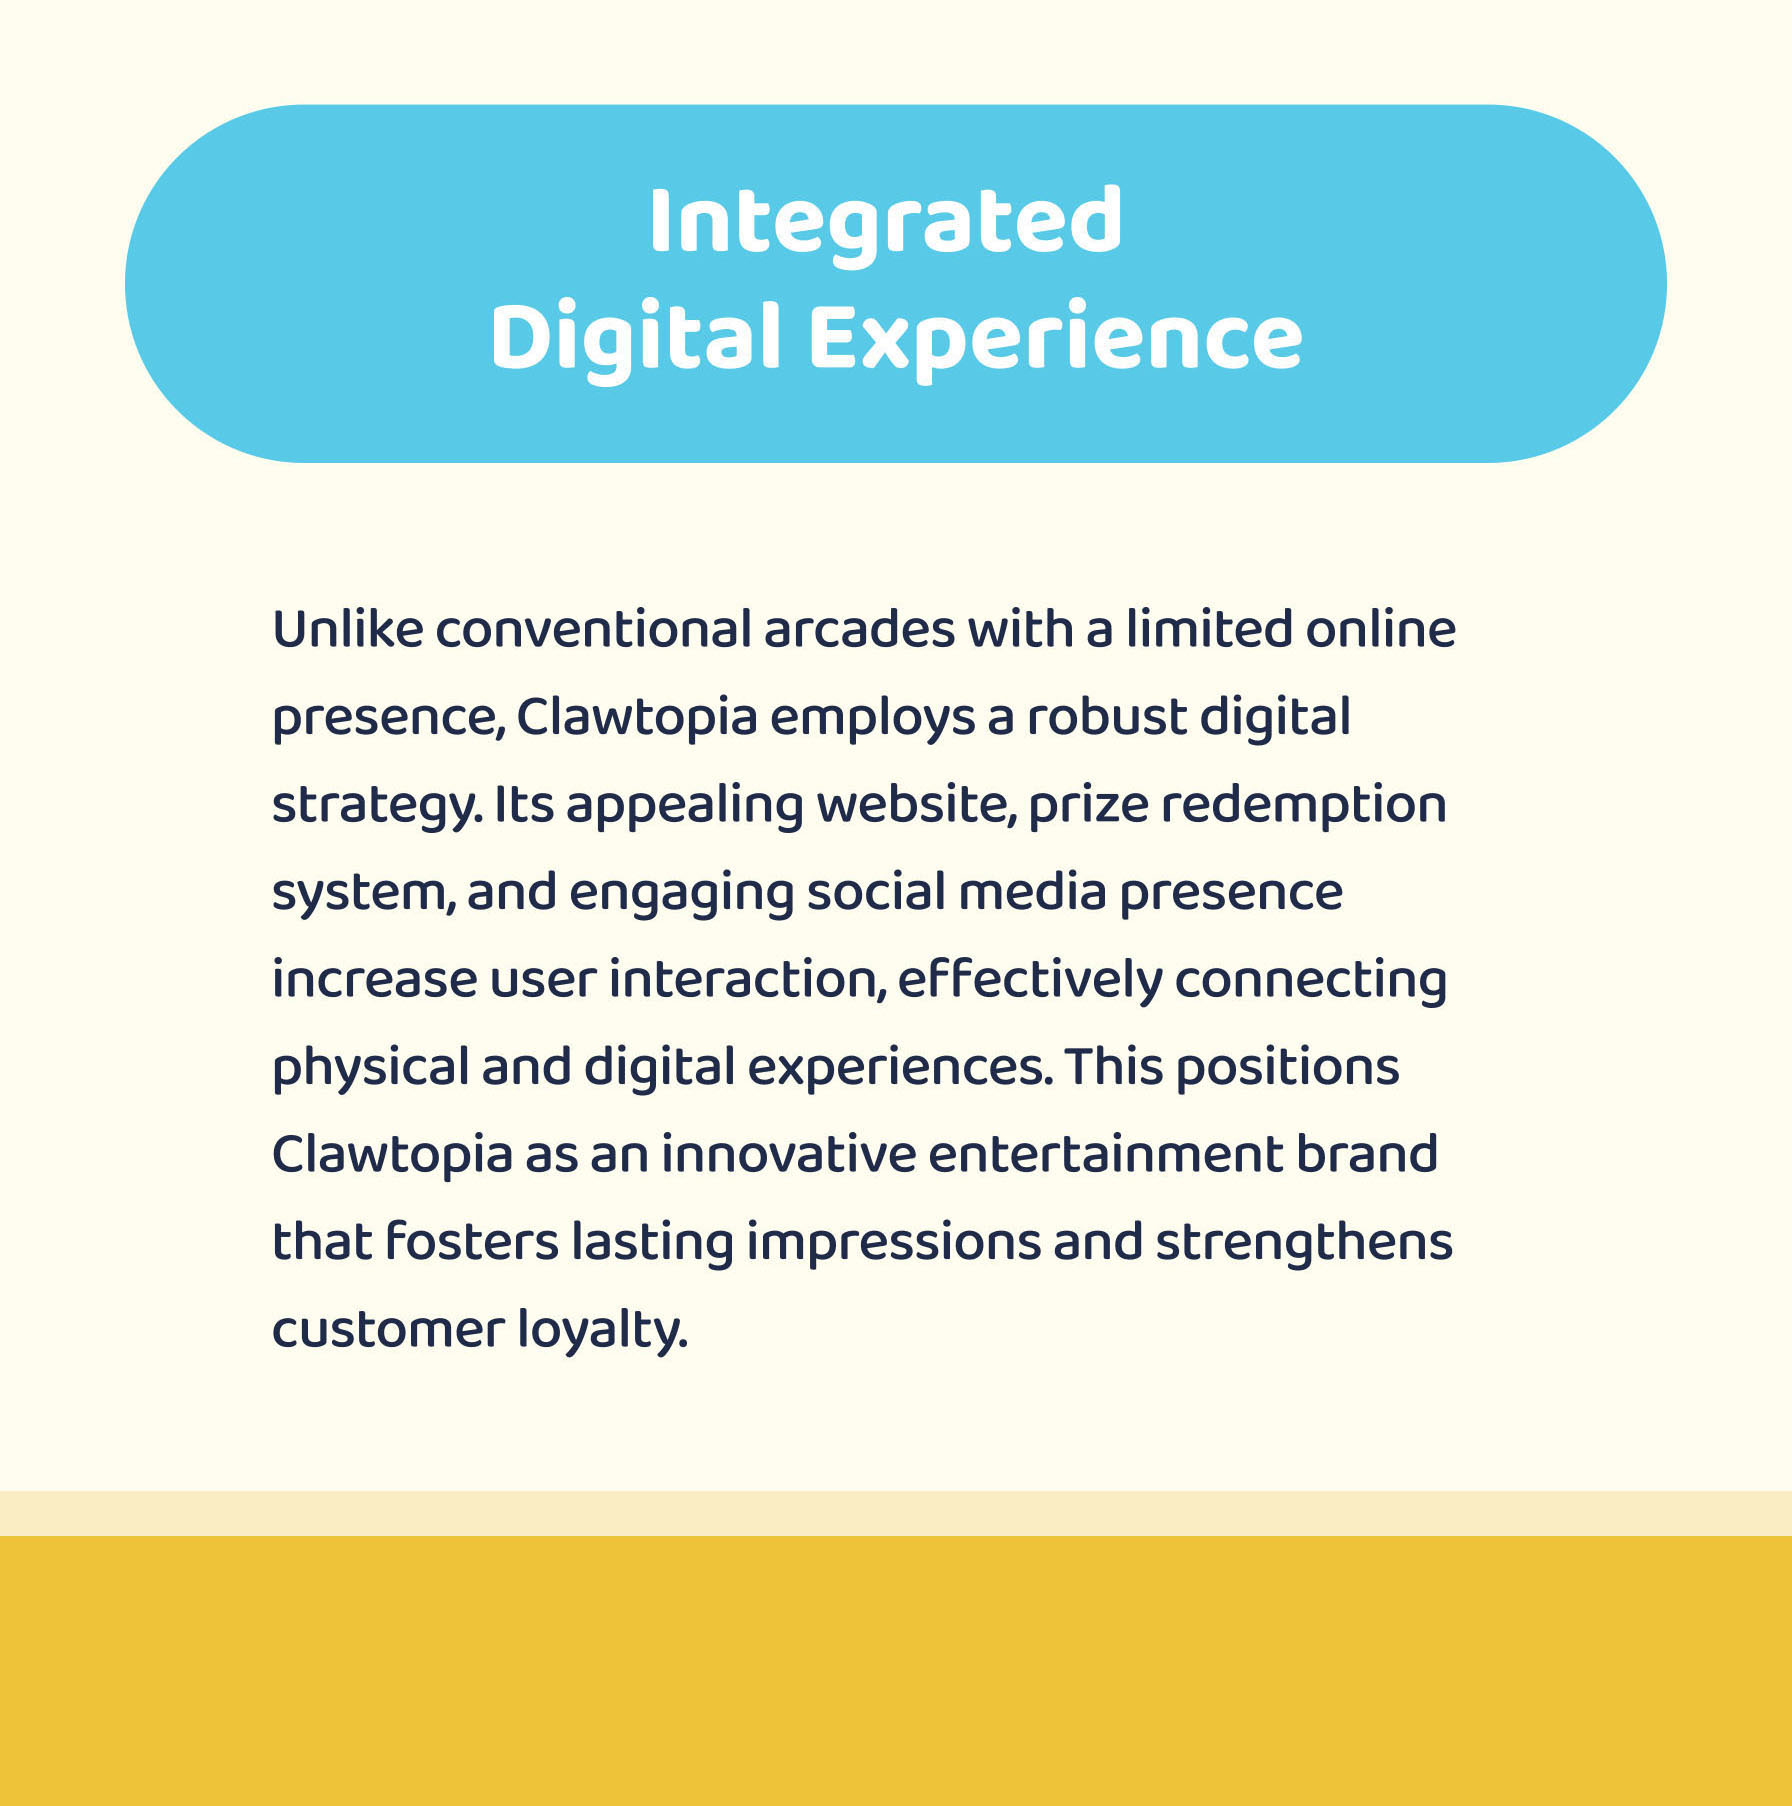 Integrated
Digital Experience
Unlike conventional arcades with a limited online
presence, Clawtopia employs a robust digital
strategy. Its appealing website, prize redemption
system, and engaging social media presence
increase user interaction, effectively connecting
physical and digital experiences. This positions
Clawtopia as an innovative entertainment brand
that fosters lasting impressions and strengthens
customer loyalty.